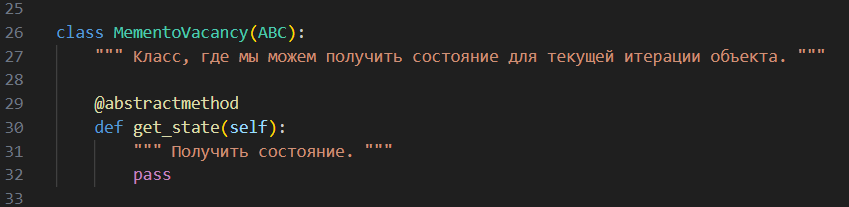 25
26 class MementoVacancy(ABC):
27 """ Класс, где мы можем получить состояние для текущей итерации объекта. """
28
29 @abstractmethod
30 def get_state(self):
31 """ Получить состояние. """
32 pass
33